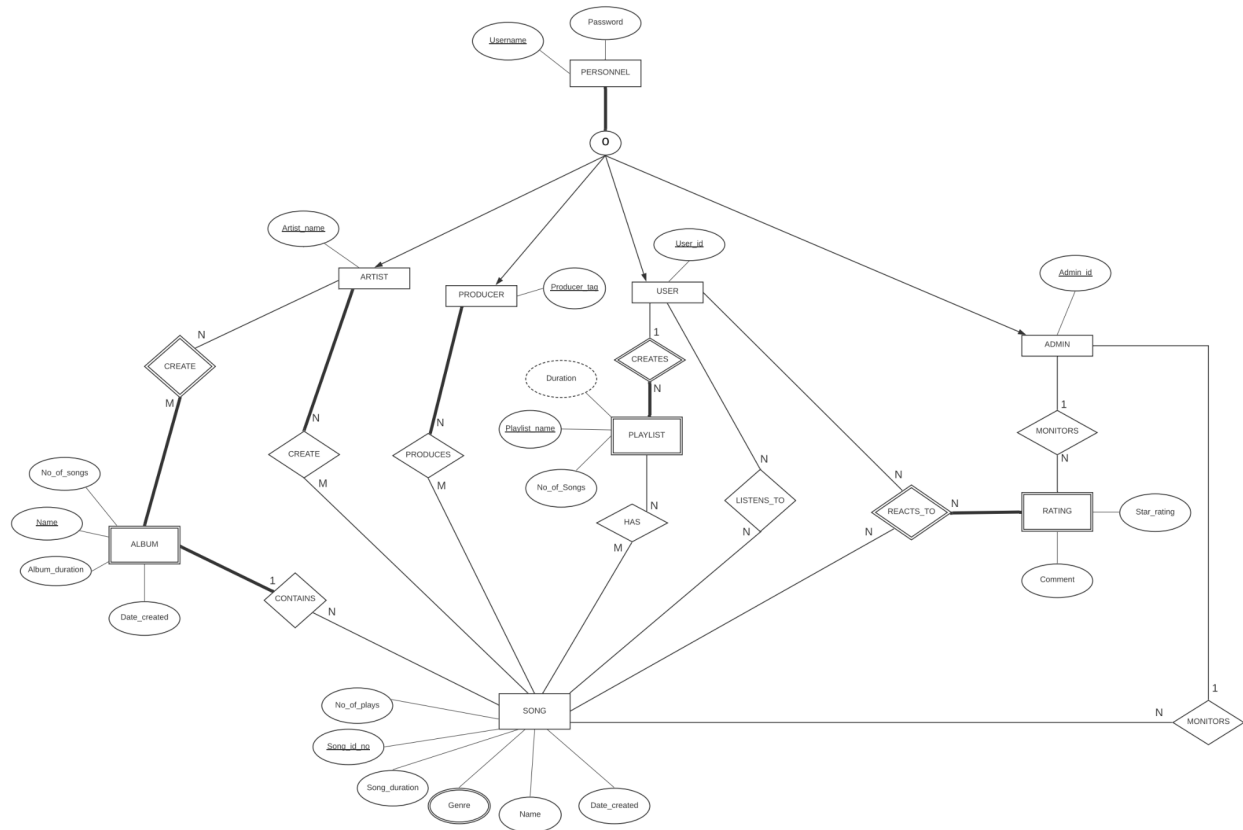 Password
Username
PERSONNEL
O
Artist_name
User_id
Admin_id
ARTIST
PRODUCER
Producer_tag
USER
N
1
ADMIN
CREATE
CREATES
Duration
N
M
1
N
N
Playlist_name
PLAYLIST
MONITORS
CREATE
PRODUCES
N
N
No_of_songs
M
M
No_of_Songs
N
N
N
LISTENS_TO
Name
HAS
REACTS_TO
RATING
Star_rating
N
N
ALBUM
M
Album_duration
1
Comment
CONTAINS
Date_created
N
No_of_plays
SONG
1
N
MONITORS
Song_id_no
Song_duration
Genre
Name
Date_created